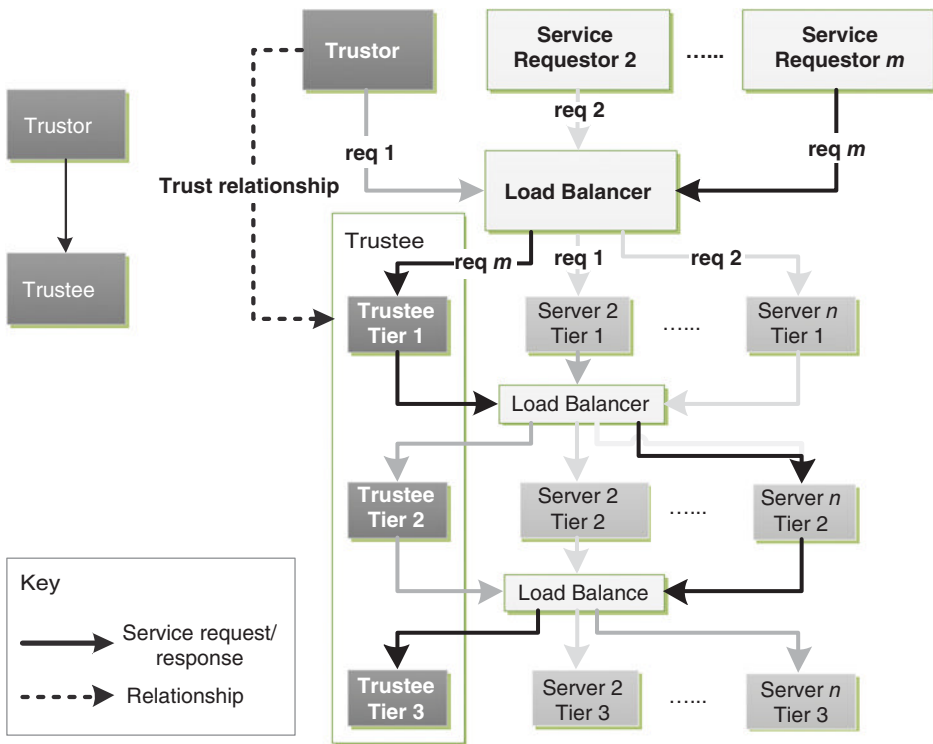 Trustor
Service
Requestor 2
......
Service
Requestor m
Trustor
req 1
req 2
req m
Trust relationship
Load Balancer
Trustee
Trustee
req m
req 1
req 2
Trustee
Tier 1
Server 2
Tier 1
......
Server n
Tier 1
Load Balancer
Trustee
Tier 2
Server 2
Tier 2
......
Server n
Tier 2
Load Balance
Trustee
Tier 3
Server 2
Tier 3
......
Server n
Tier 3
Key
Service request/
response
Relationship